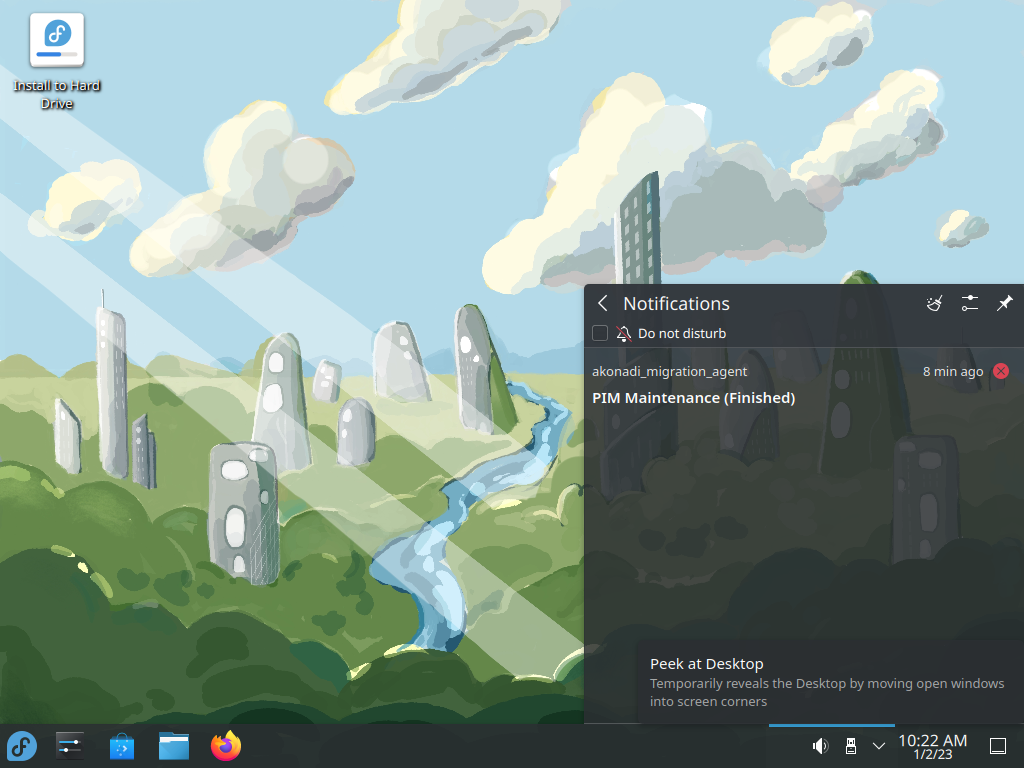 Install to Hard
Drive
Notifications
Do not disturb
akonadi_migration_agent 8 min ago
PIM Maintenance (Finished)
Peek at Desktop
Temporarily reveals the Desktop by moving open windows
into screen corners
10:22 AM
1/2/23